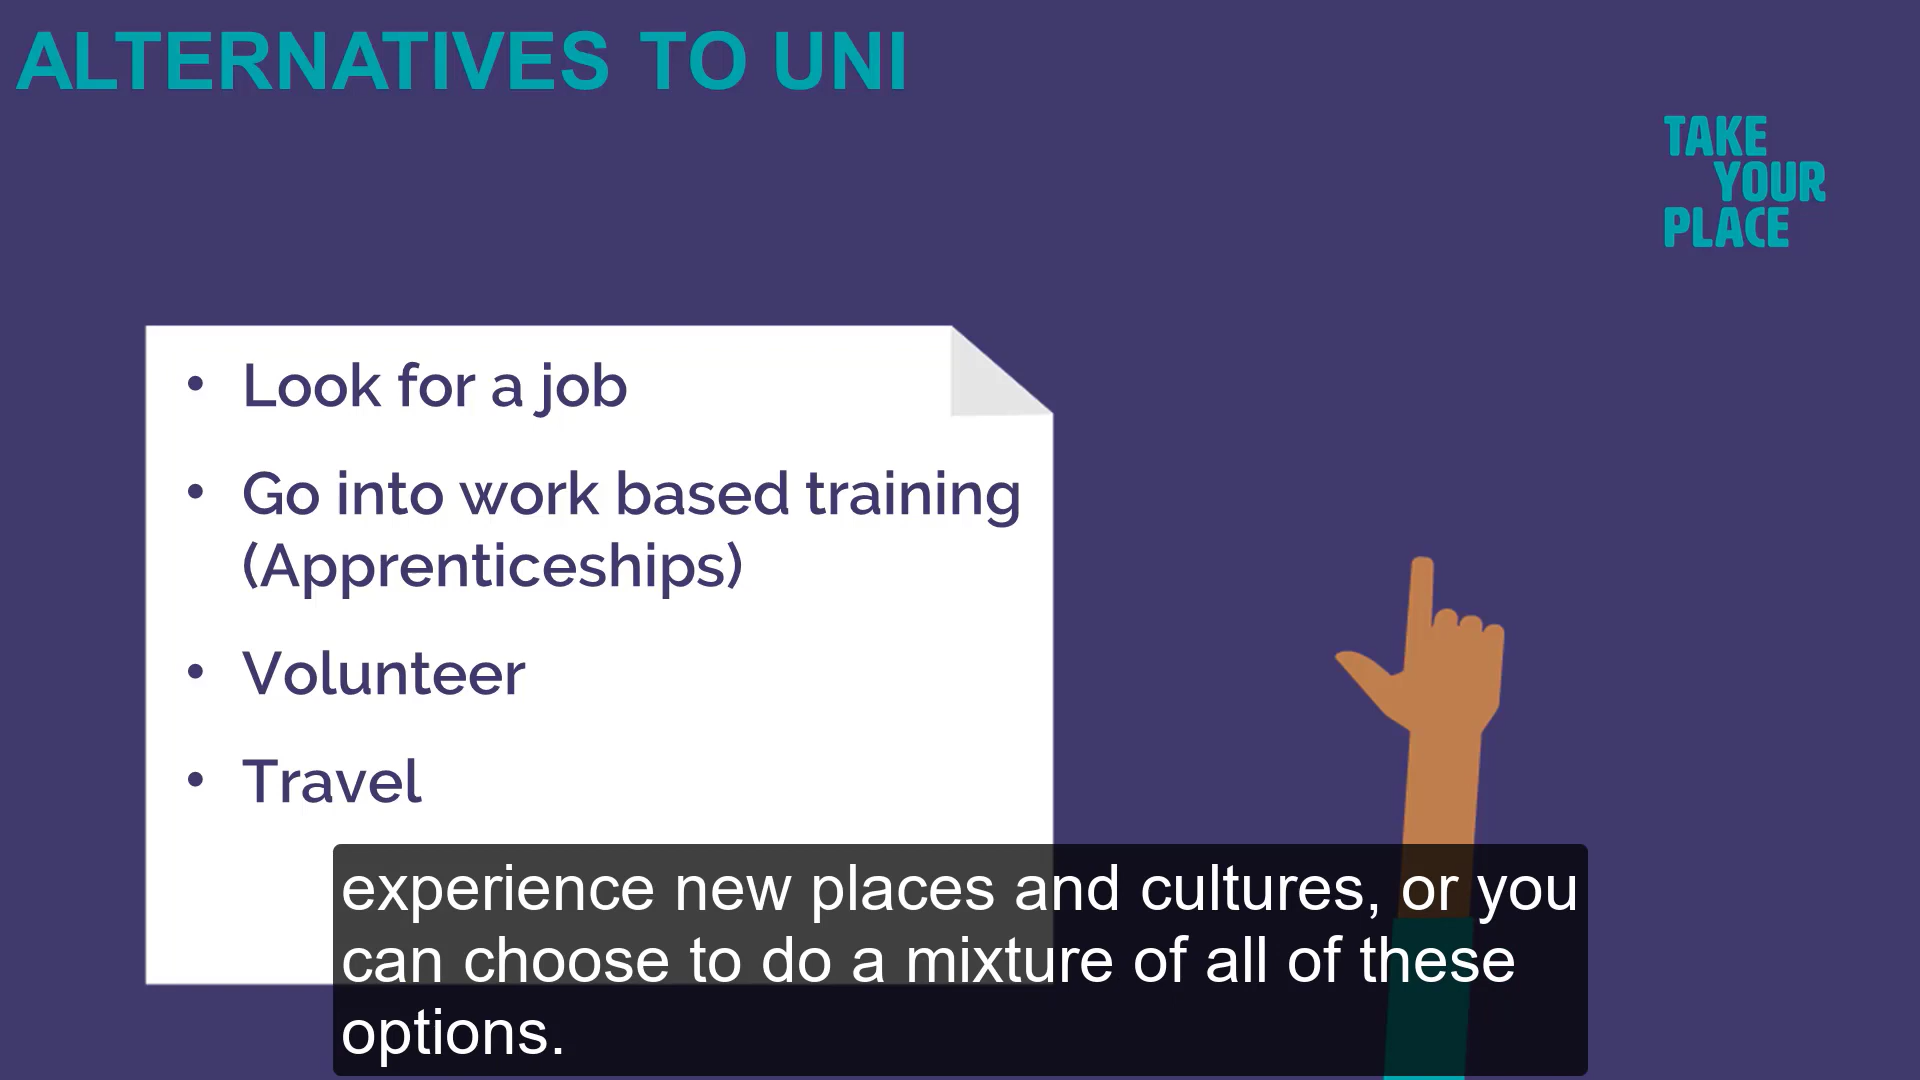 ALTERNATIVES TO UNI
TAKE
YOUR
PLACE
• Look for a job
• Go into work based training
(Apprenticeships)
• Volunteer
• Travel
experience new places and cultures, or you
can choose to do a mixture of all of these
options.